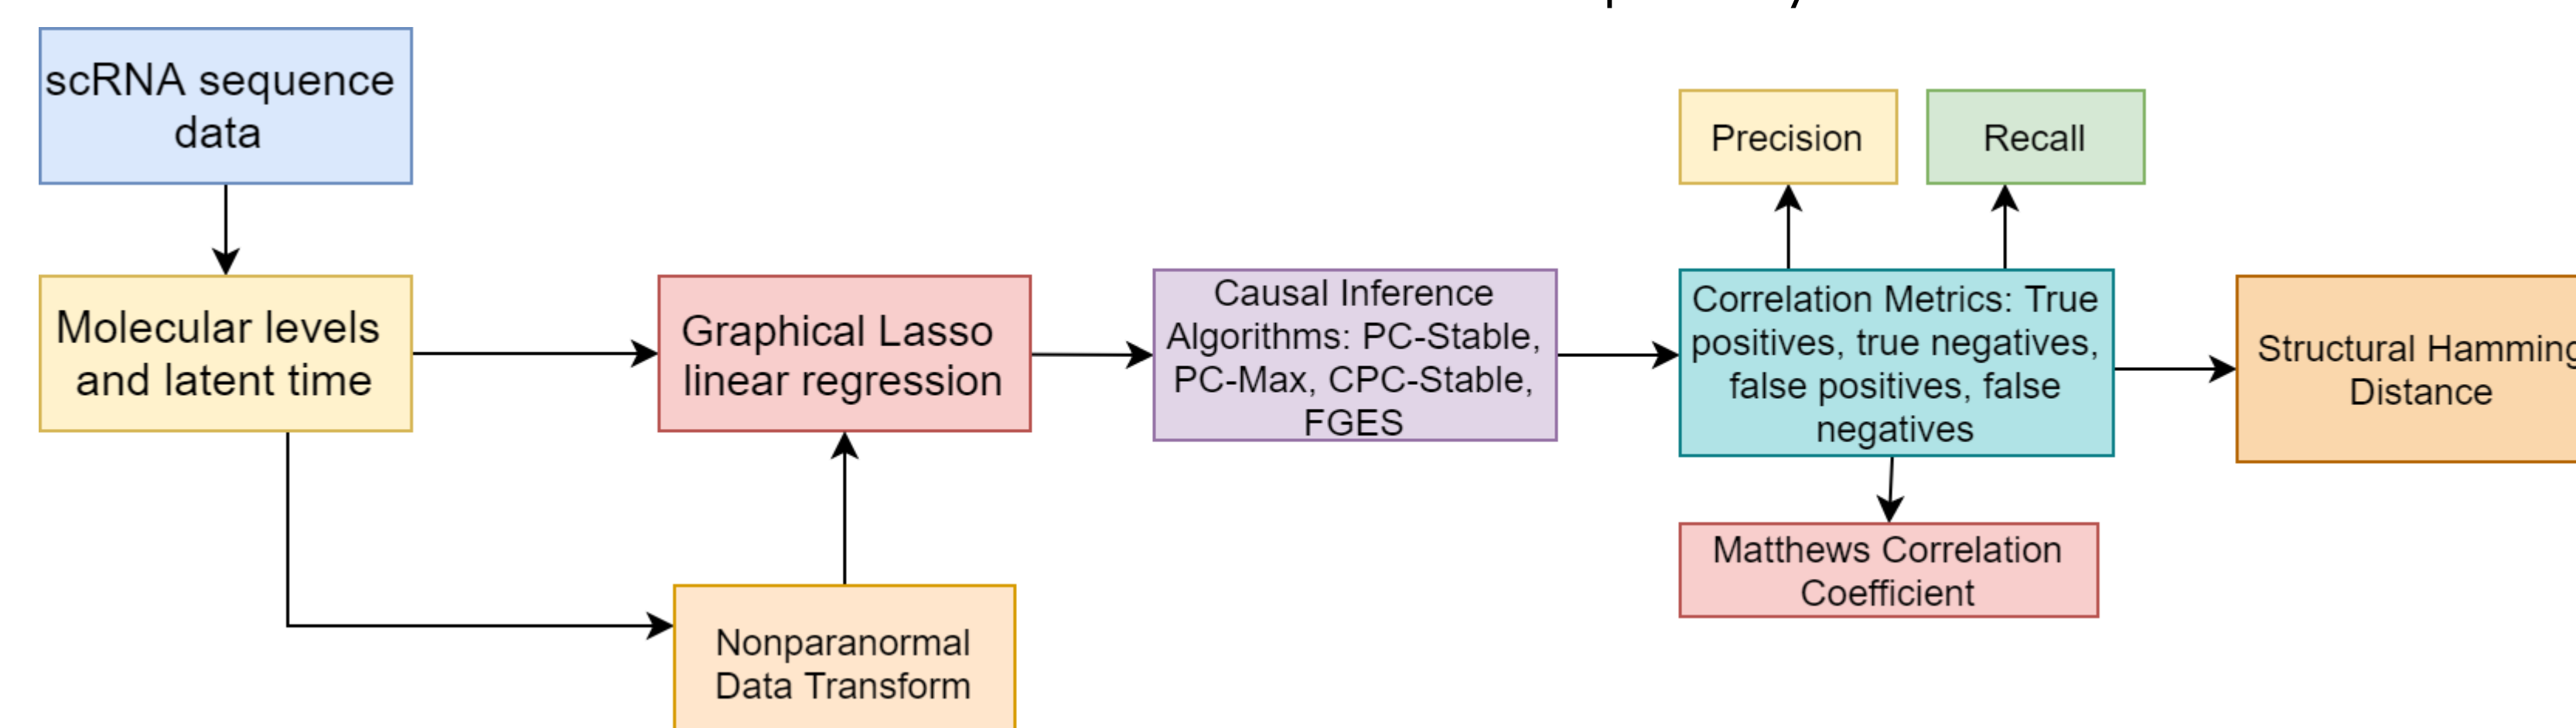 scRNA sequence
data
Precision
Recall
Molecular levels
and latent time
Graphical Lasso
linear regression
Causal Inference
Algorithms: PC-Stable,
PC-Max, CPC-Stable,
FGES
Correlation Metrics: True
positives, true negatives,
false positives, false
negatives
Structural Hamming
Distance
Matthews Correlation
Coefficient
Nonparanormal
Data Transform